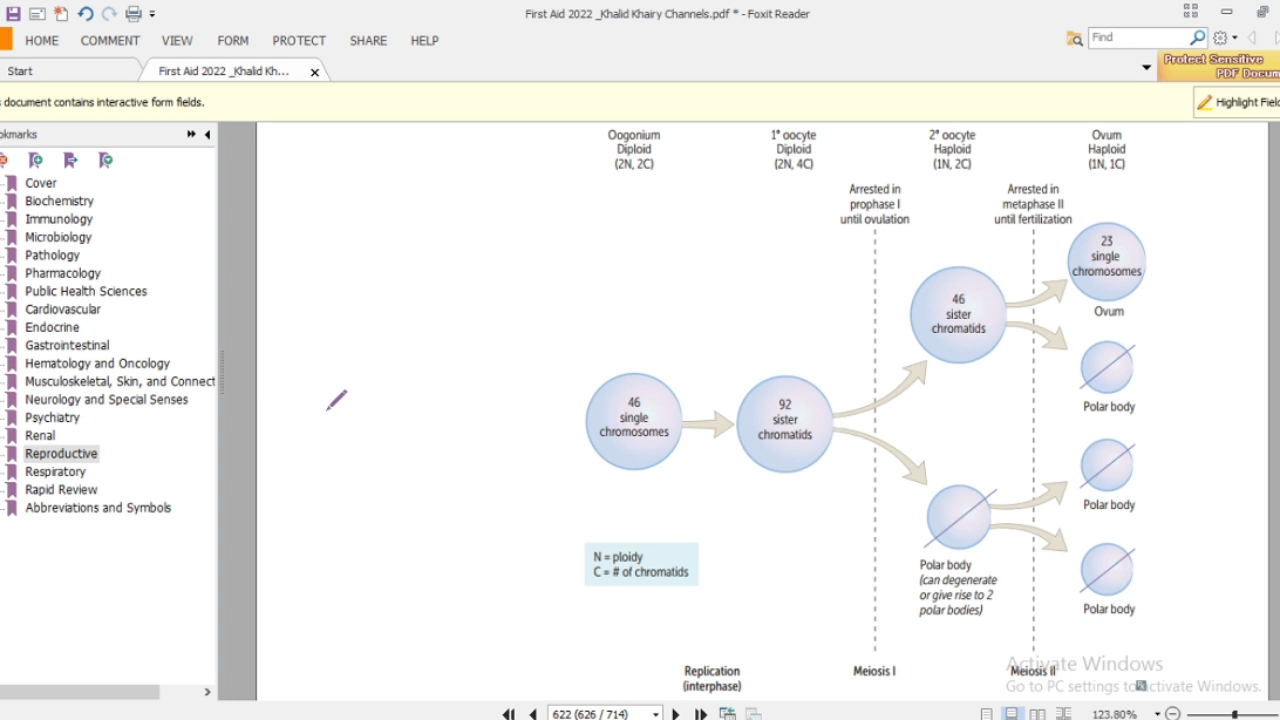 First Aid 2022 _Khalid Khairy Channels.pdf * - Foxit Reader
HOME COMMENT VIEW FORM PROTECT SHARE HELP
Find
Start
First Aid 2022 _Khalid Kh...
Protect Sensitive
PDF Docum
document contains interactive form fields.
Highlight Field
okmarks
Cover
Biochemistry
Immunology
Microbiology
Pathology
Pharmacology
Public Health Sciences
Cardiovascular
Endocrine
Gastrointestinal
Hematology and Oncology
Musculoskeletal, Skin, and Connect
Neurology and Special Senses
Psychiatry
Renal
Reproductive
Respiratory
Rapid Review
Abbreviations and Symbols
Oogonium
Diploid
(2N, 2C)
1° oocyte
Diploid
(2N, 4C)
2° oocyte
Haploid
(1N, 2C)
Ovum
Haploid
(1N, 1C)
Arrested in
prophase I
until ovulation
Arrested in
metaphase II
until fertilization
46
single
chromosomes
92
sister
chromatids
46
sister
chromatids
23
single
chromosomes
Ovum
Polar body
Polar body
Polar body
Polar body
(can degenerate
or give rise to 2
polar bodies)
N = ploidy
C = # of chromatids
Replication
(interphase)
Meiosis I
Meiosis II
Activate Windows
Go to PC settings to activate Windows.
622 (626 / 714)
123.80%